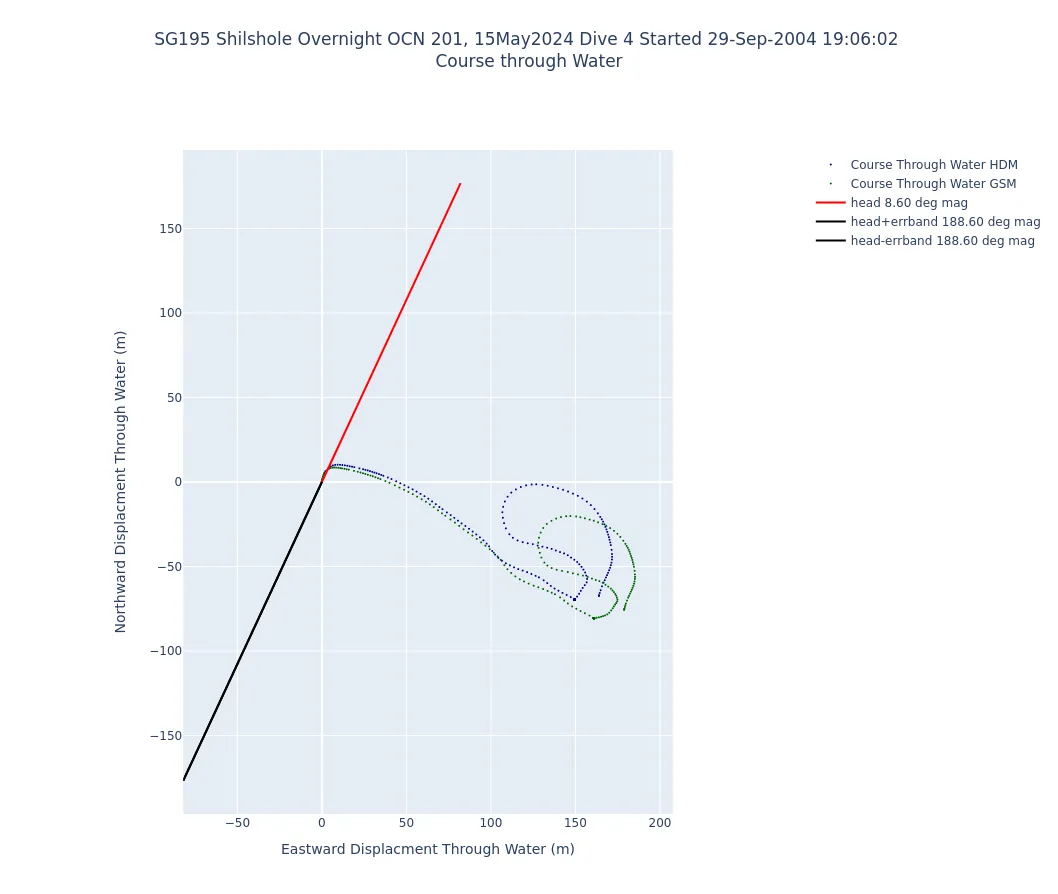 SG195 Shilshole Overnight OCN 201, 15May2024 Dive 4 Started 29-Sep-2004 19:06:02
Course through Water
Course Through Water HDM
Course Through Water GSM
head 8.60 deg mag
head+errband 188.60 deg mag
head-errband 188.60 deg mag
Northward Displacment Through Water (m)
150
100
50
0
−50
−100
−150
−50
0
50
100
150
200
Eastward Displacment Through Water (m)